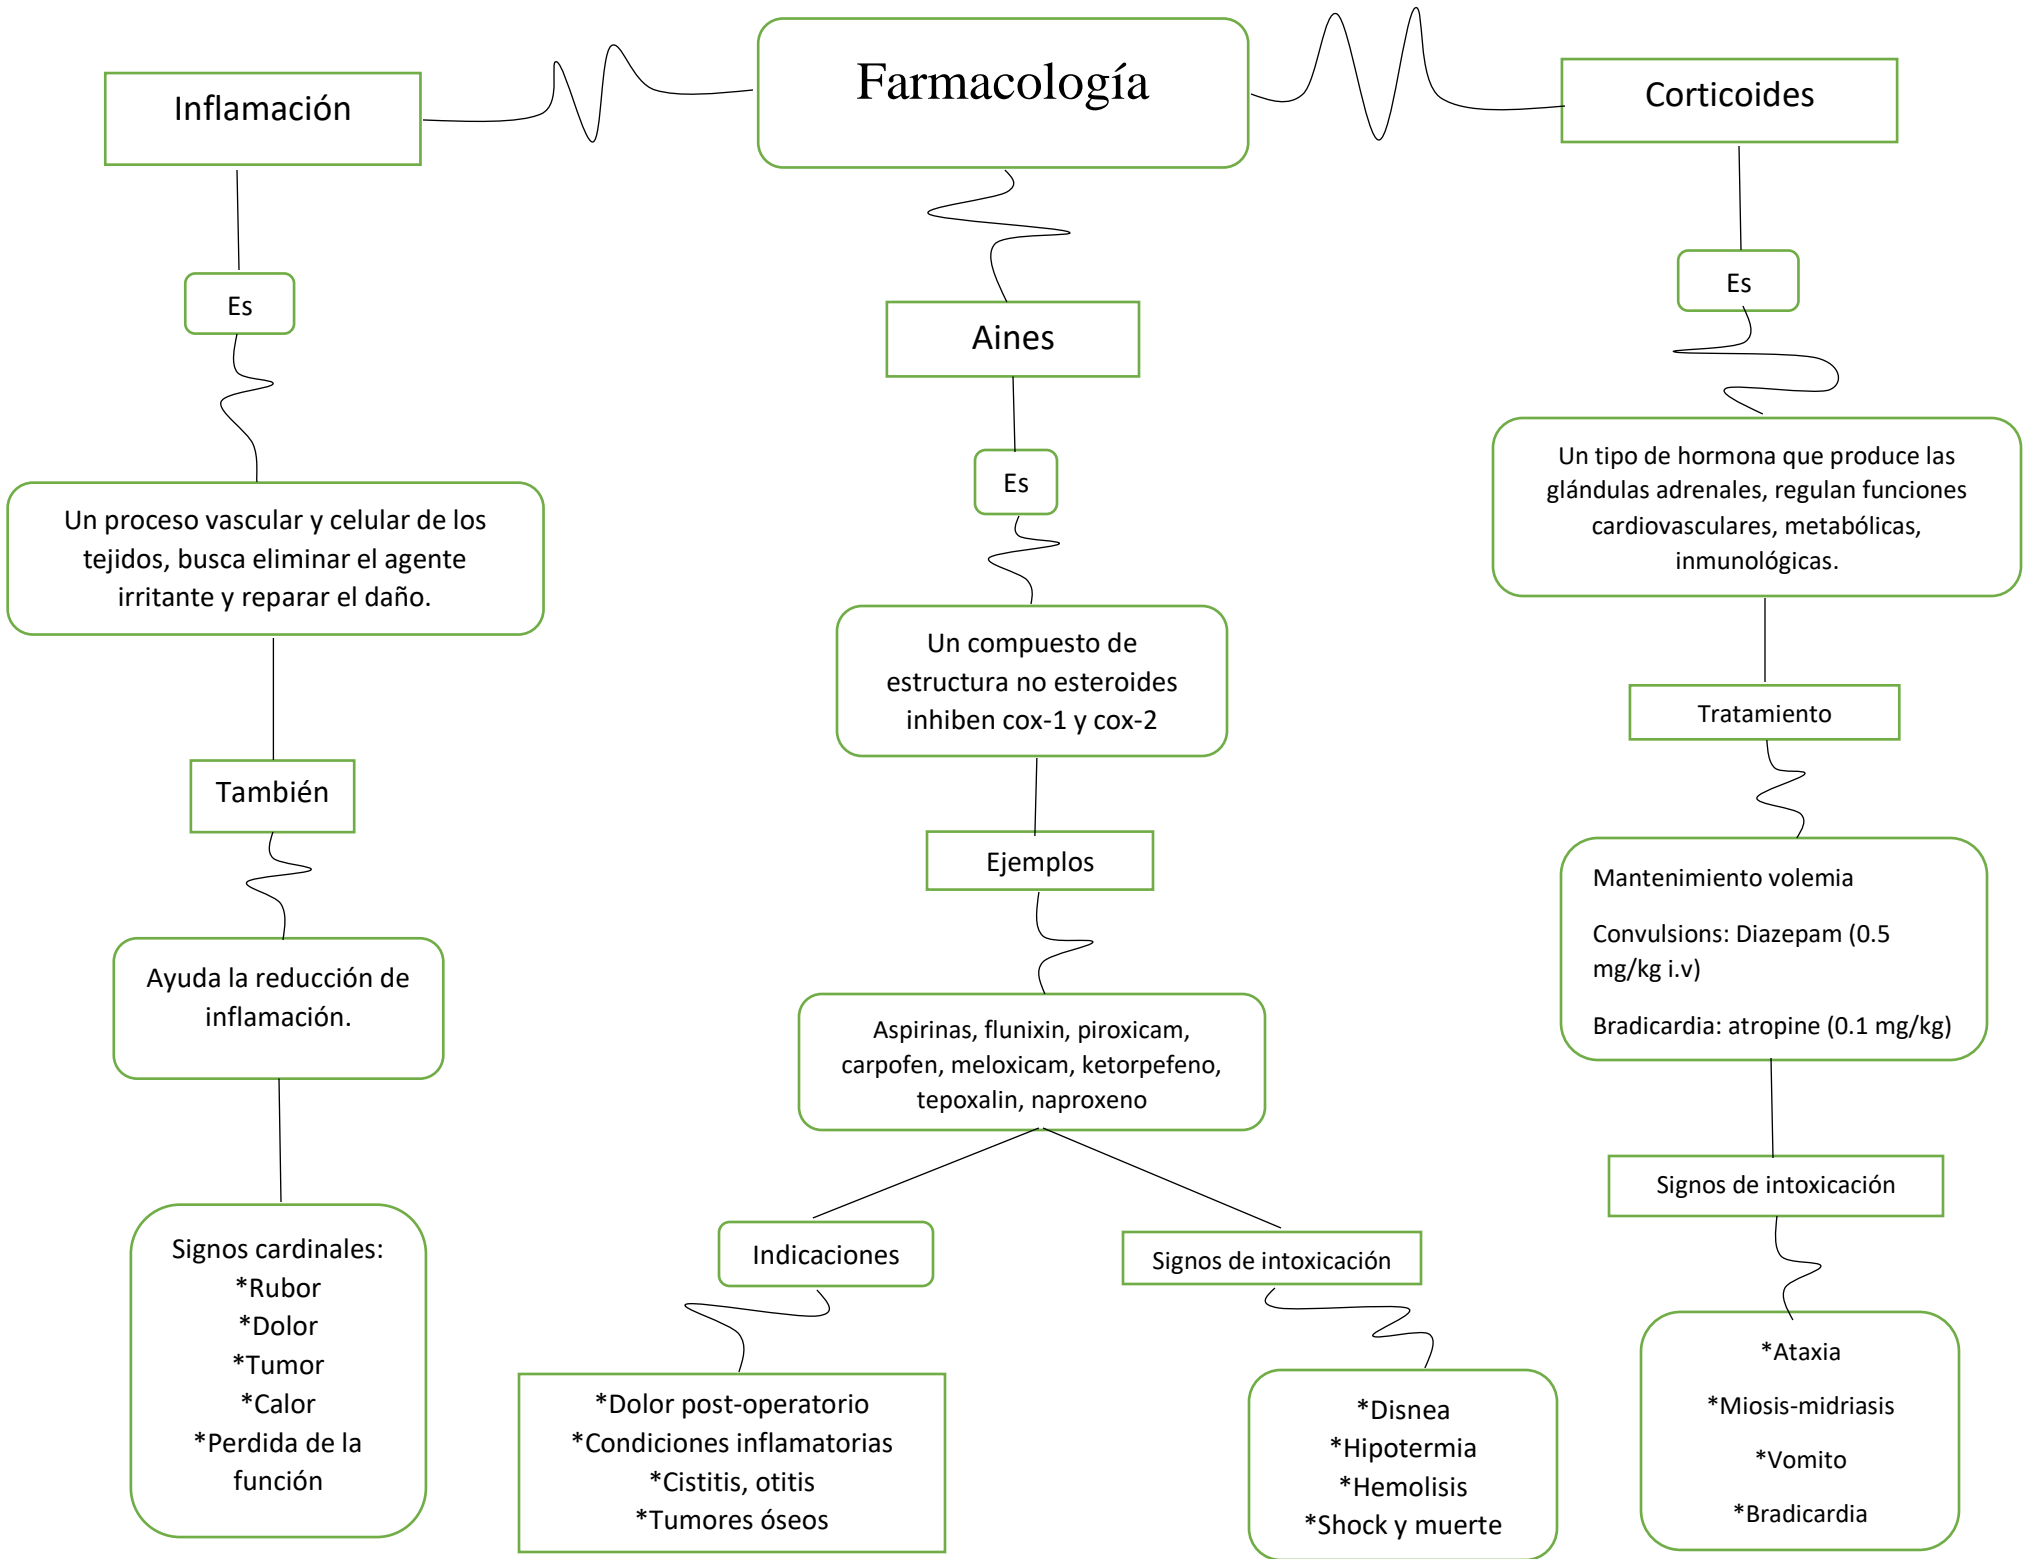 Farmacología
Inflamación
Es
Un proceso vascular y celular de los
tejidos, busca eliminar el agente
irritante y reparar el daño.
También
Ayuda la reducción de
inflamación.
Signos cardinales:
*Rubor
*Dolor
*Tumor
*Calor
*Perdida de la
función
Aines
Es
Un compuesto de
estructura no esteroides
inhiben cox-1 y cox-2
Ejemplos
Aspirinas, flunixin, piroxicam,
carpofen, meloxicam, ketorpefeno,
tepoxalin, naproxeno
Indicaciones
*Dolor post-operatorio
*Condiciones inflamatorias
*Cistitis, otitis
*Tumores óseos
Signos de intoxicación
*Disnea
*Hipotermia
*Hemolisis
*Shock y muerte
Corticoides
Es
Un tipo de hormona que produce las
glándulas adrenales, regulan funciones
cardiovasculares, metabólicas,
inmunológicas.
Tratamiento
Mantenimiento volemia
Convulsions: Diazepam (0.5
mg/kg i.v)
Bradicardia: atropine (0.1 mg/kg)
Signos de intoxicación
*Ataxia
*Miosis-midriasis
*Vomito
*Bradicardia